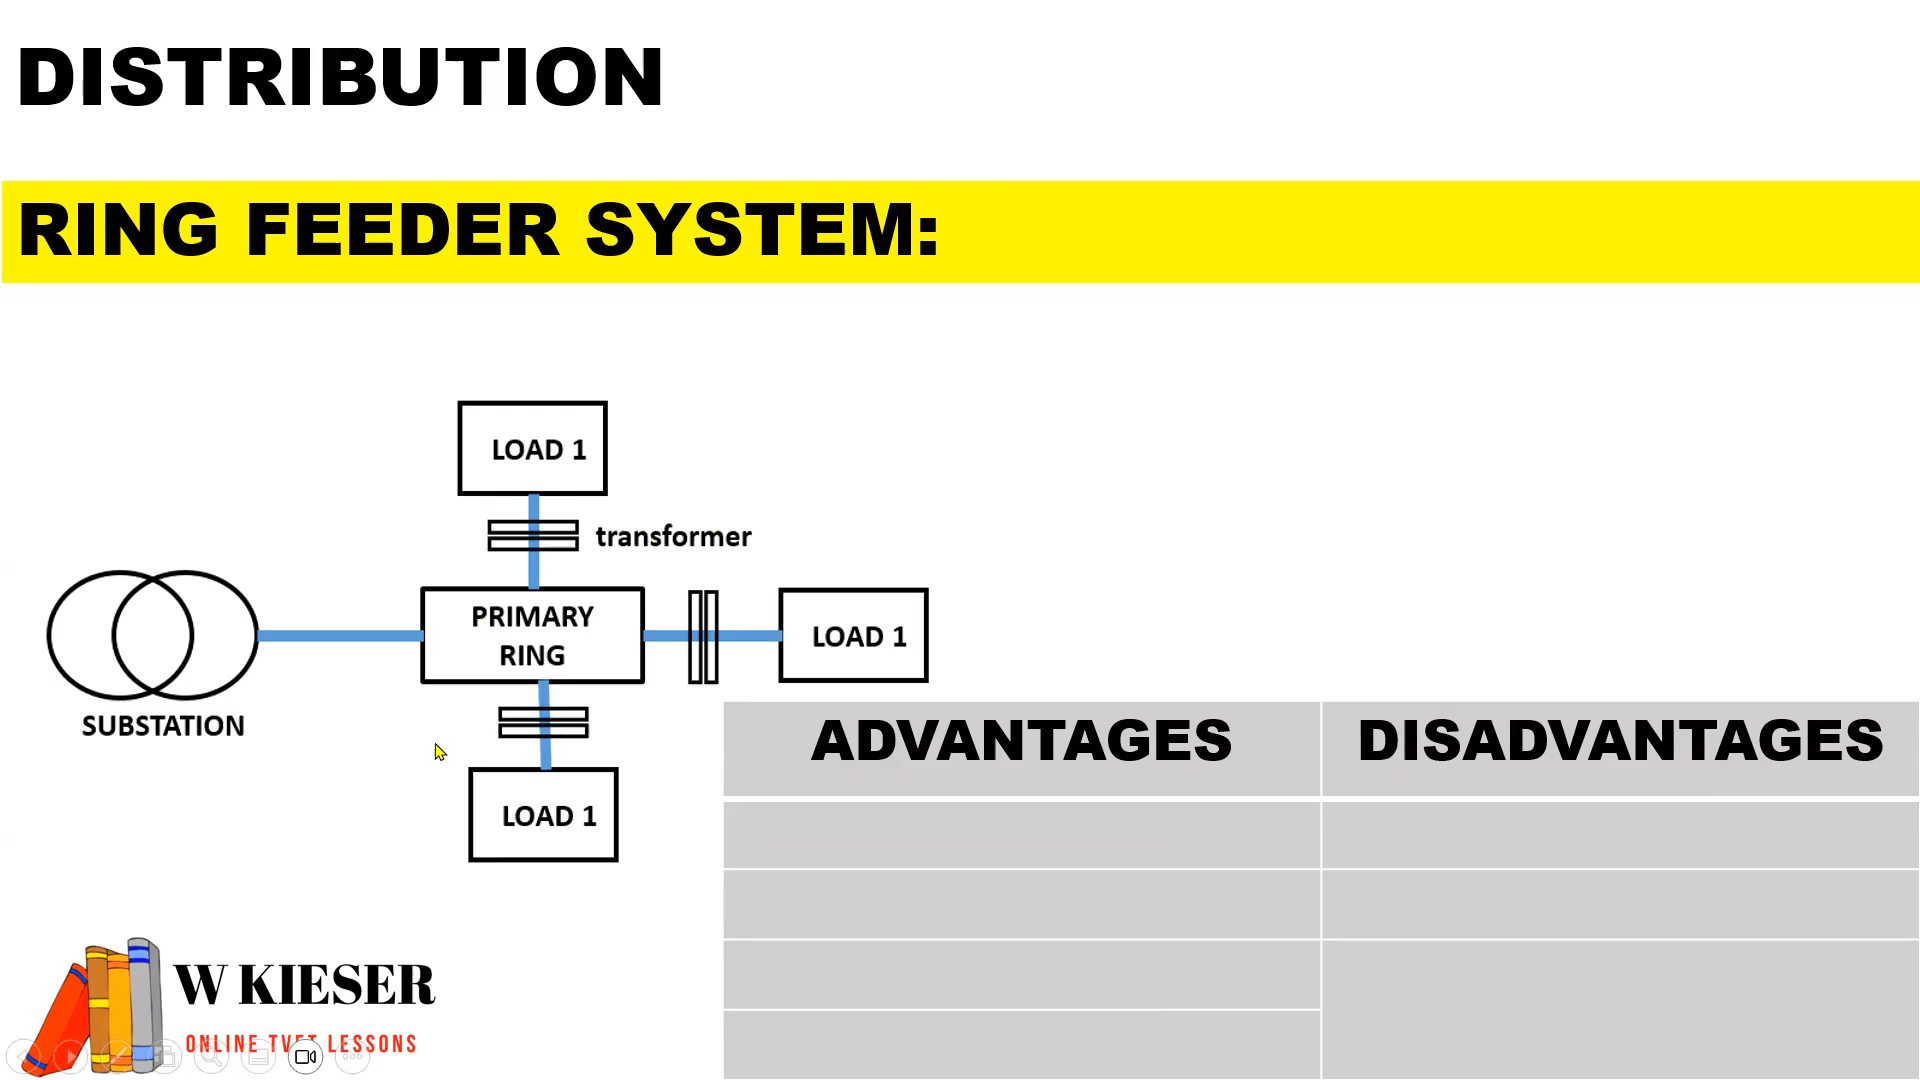 DISTRIBUTION
RING FEEDER SYSTEM:
LOAD 1
transformer
PRIMARY
RING
LOAD 1
SUBSTATION
LOAD 1
ADVANTAGES
DISADVANTAGES
W KIESER
ONLINE TVET LESSONS